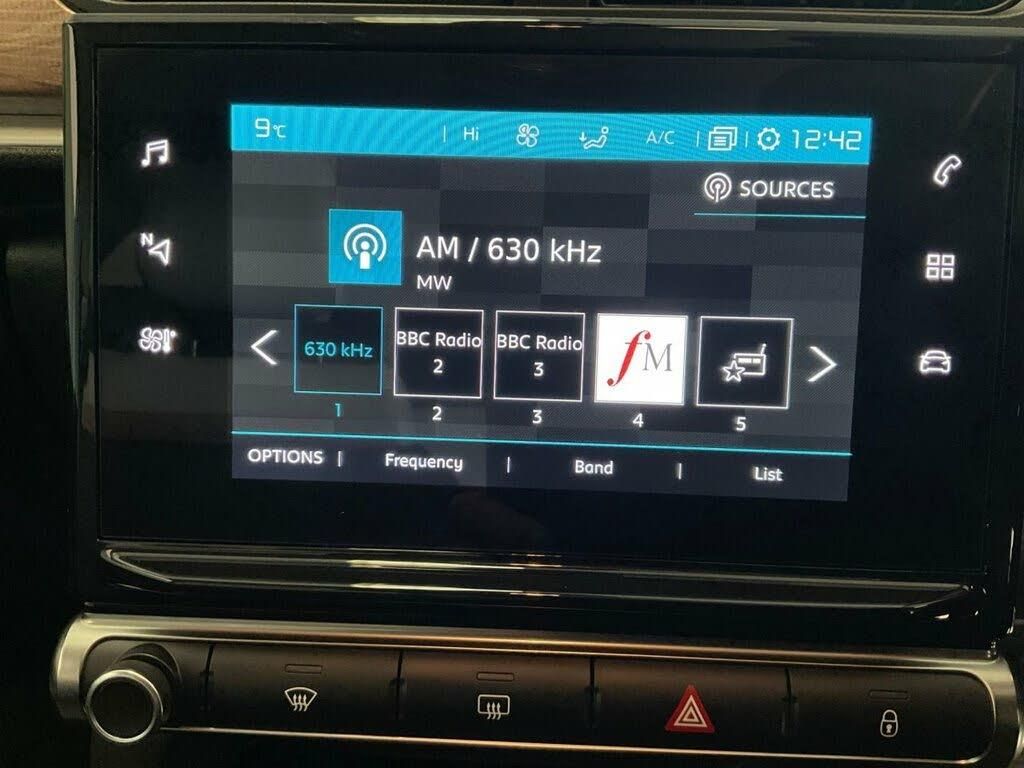 9°C | Hi A/C | | 12:42
SOURCES
AM / 630 kHz
MW
N
630 kHz
BBC Radio
2
BBC Radio
3
fM
1 2 3 4 5
OPTIONS | Frequency | Band | List